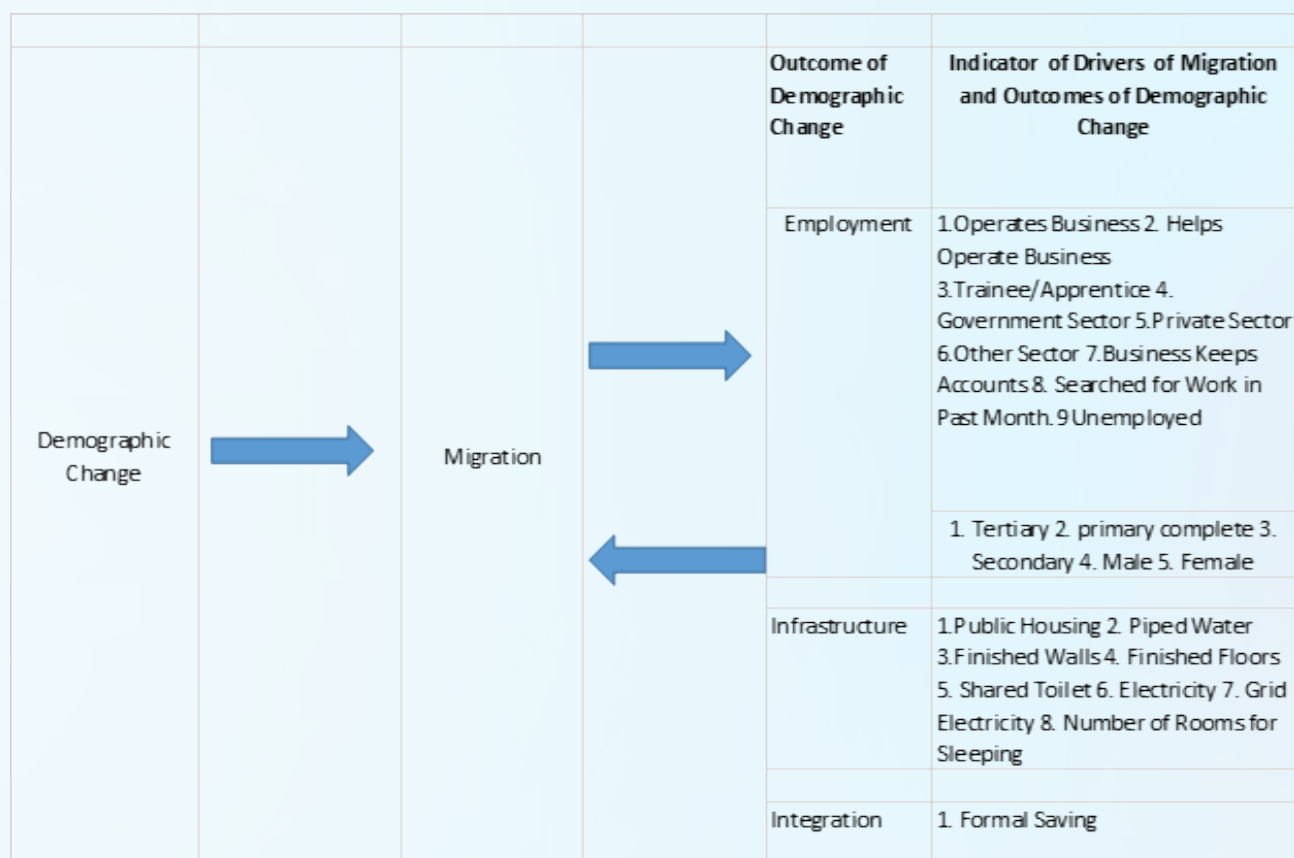 Outcome of
Demographic
Change
Indicator of Drivers of Migration
and Outcomes of Demographic
Change
Employment
1.Operates Business 2. Helps
Operate Business
3.Trainee/Apprentice 4.
Government Sector 5.Private Sector
6.Other Sector 7.Business Keeps
Accounts 8. Searched for Work in
Past Month. 9 Unemployed
Demographic
Change
Migration
1. Tertiary 2. primary complete 3.
Secondary 4. Male 5. Female
Infrastructure
1.Public Housing 2. Piped Water
3.Finished Walls 4. Finished Floors
5. Shared Toilet 6. Electricity 7. Grid
Electricity 8. Number of Rooms for
Sleeping
Integration
1. Formal Saving